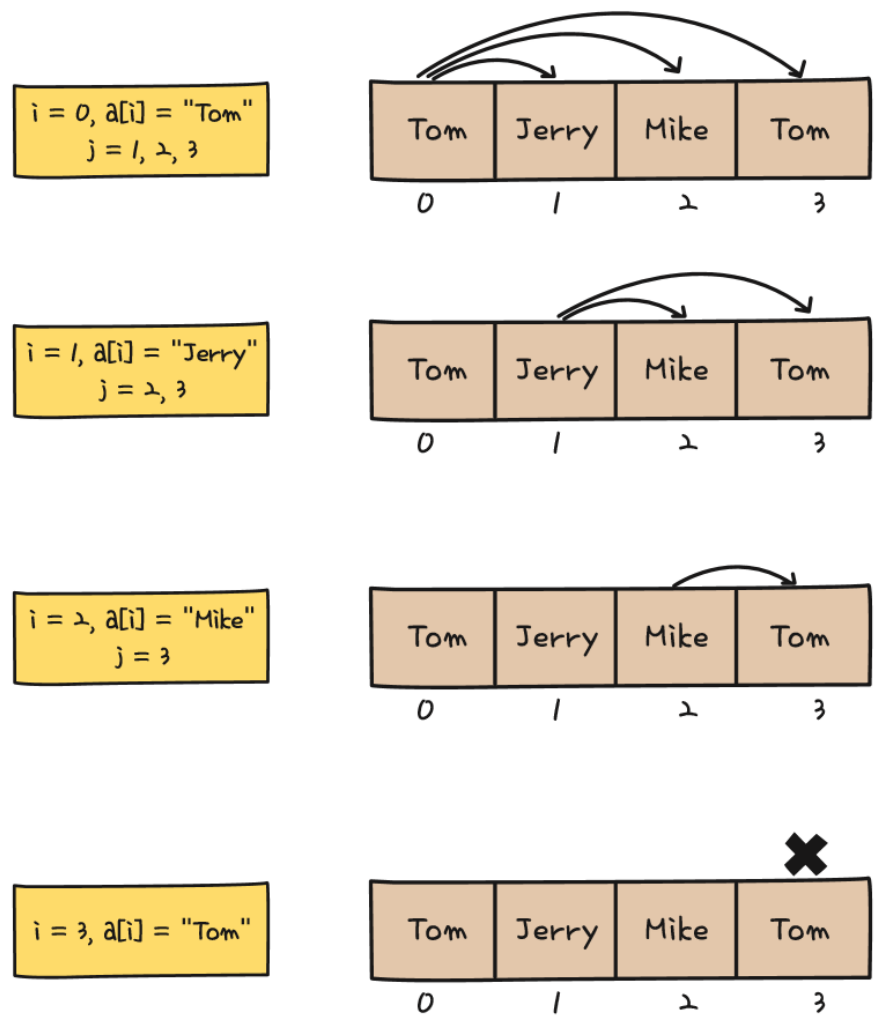 i = 0, a[i] = "Tom"
j = 1, 2, 3
Tom Jerry Mike Tom
0 1 2 3
i = 1, a[i] = "Jerry"
j = 2, 3
Tom Jerry Mike Tom
0 1 2 3
i = 2, a[i] = "Mike"
j = 3
Tom Jerry Mike Tom
0 1 2 3
i = 3, a[i] = "Tom"
Tom Jerry Mike Tom
0 1 2 3